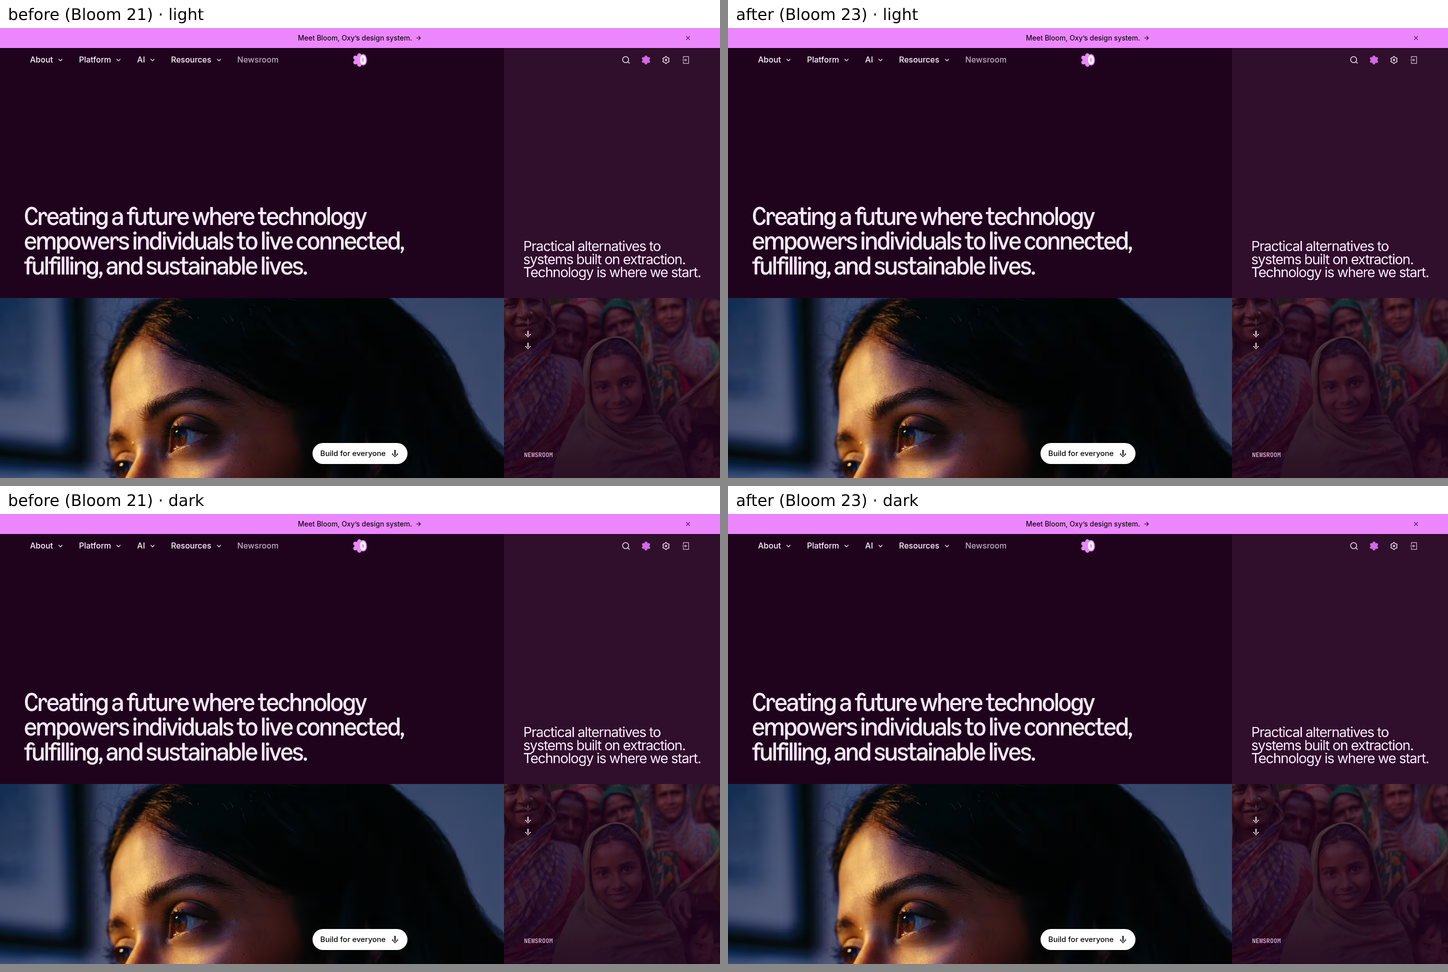 before (Bloom 21) · light
Meet Bloom, Oxy's design system. →
About Platform AI Resources Newsroom
Creating a future where technology
empowers individuals to live connected,
fulfilling, and sustainable lives.
Practical alternatives to
systems built on extraction.
Technology is where we start.
Build for everyone
NEWSROOM
after (Bloom 23) · light
Meet Bloom, Oxy's design system. →
About Platform AI Resources Newsroom
Creating a future where technology
empowers individuals to live connected,
fulfilling, and sustainable lives.
Practical alternatives to
systems built on extraction.
Technology is where we start.
Build for everyone
NEWSROOM
before (Bloom 21) · dark
Meet Bloom, Oxy's design system. →
About Platform AI Resources Newsroom
Creating a future where technology
empowers individuals to live connected,
fulfilling, and sustainable lives.
Practical alternatives to
systems built on extraction.
Technology is where we start.
Build for everyone
NEWSROOM
after (Bloom 23) · dark
Meet Bloom, Oxy's design system. →
About Platform AI Resources Newsroom
Creating a future where technology
empowers individuals to live connected,
fulfilling, and sustainable lives.
Practical alternatives to
systems built on extraction.
Technology is where we start.
Build for everyone
NEWSROOM